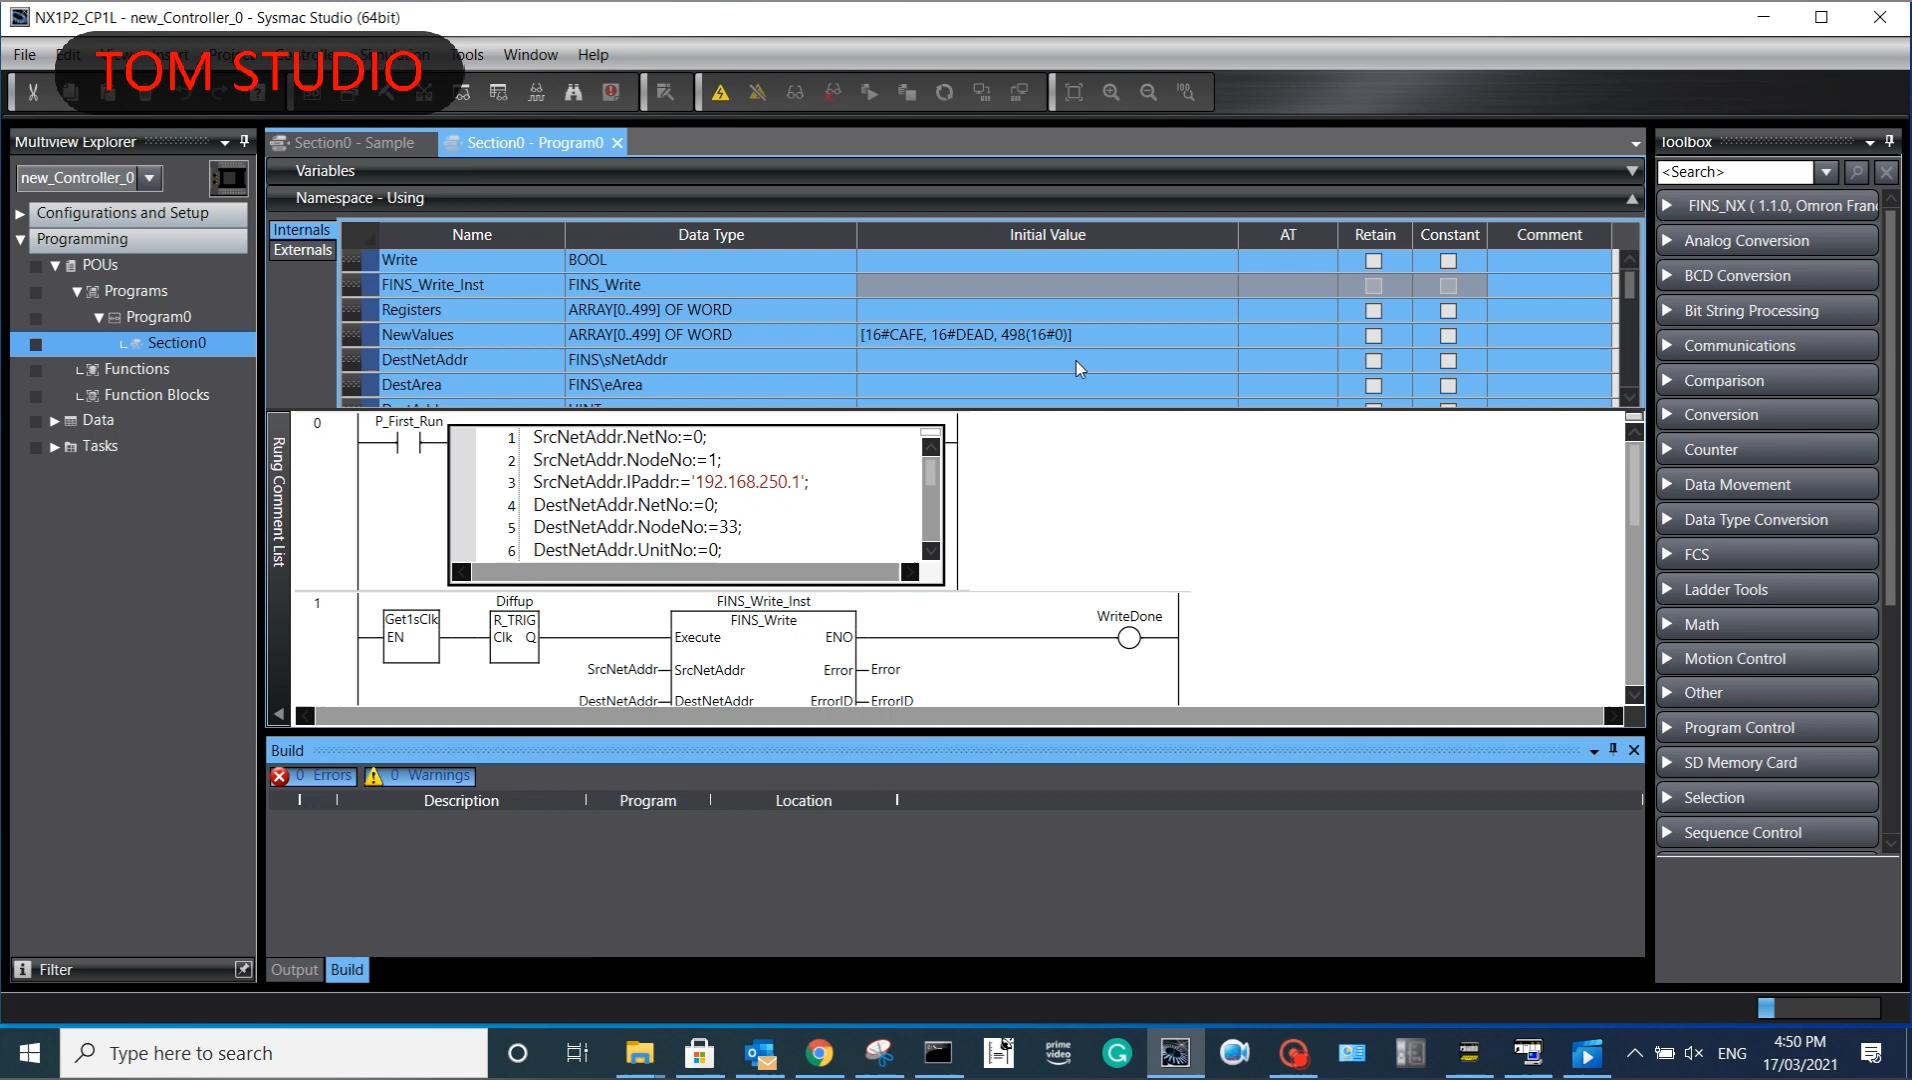 NX1P2_CP1L - new_Controller_0 - Sysmac Studio (64bit)
File Edit View Insert Project Controller Simulation Tools Window Help
TOM STUDIO
Multiview Explorer
new_Controller_0
Configurations and Setup
Programming
POUs
Programs
Program0
Section0
Functions
Function Blocks
Data
Tasks
Filter
Section0 - Sample
Section0 - Program0
Variables
Namespace - Using
Internals
Externals
Name Data Type Initial Value AT Retain Constant Comment
Write BOOL
FINS_Write_Inst FINS_Write
Registers ARRAY[0..499] OF WORD
NewValues ARRAY[0..499] OF WORD [16#CAFE, 16#DEAD, 498(16#0)]
DestNetAddr FINS\sNetAddr
DestArea FINS\eArea
Rung Comment List
0
P_First_Run
1 SrcNetAddr.NetNo:=0;
2 SrcNetAddr.NodeNo:=1;
3 SrcNetAddr.IPaddr:='192.168.250.1';
4 DestNetAddr.NetNo:=0;
5 DestNetAddr.NodeNo:=33;
6 DestNetAddr.UnitNo:=0;
1
Diffup FINS_Write_Inst
Get1sClk R_TRIG FINS_Write WriteDone
EN Clk Q Execute ENO
SrcNetAddr SrcNetAddr Error Error
DestNetAddr DestNetAddr ErrorID ErrorID
Build
0 Errors 0 Warnings
Description Program Location
Output Build
Toolbox
<Search>
FINS_NX ( 1.1.0, Omron Fran
Analog Conversion
BCD Conversion
Bit String Processing
Communications
Comparison
Conversion
Counter
Data Movement
Data Type Conversion
FCS
Ladder Tools
Math
Motion Control
Other
Program Control
SD Memory Card
Selection
Sequence Control
Type here to search
prime
video
ENG
4:50 PM
17/03/2021